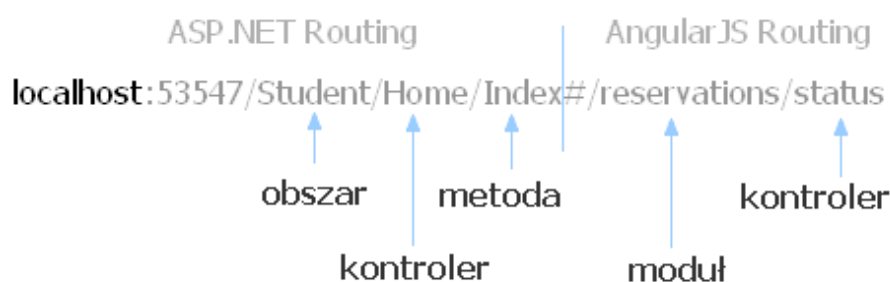 ASP.NET Routing AngularJS Routing
localhost:53547/Student/Home/Index#/reservations/status
obszar metoda kontroler
kontroler moduł